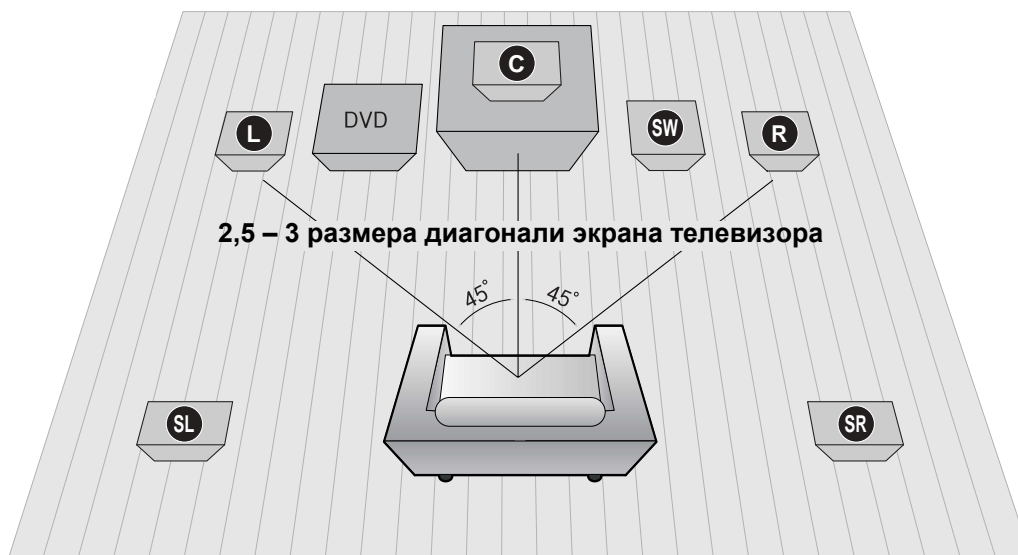 C
L
DVD
SW
R
2,5 – 3 размера диагонали экрана телевизора
45° 45°
SL
SR